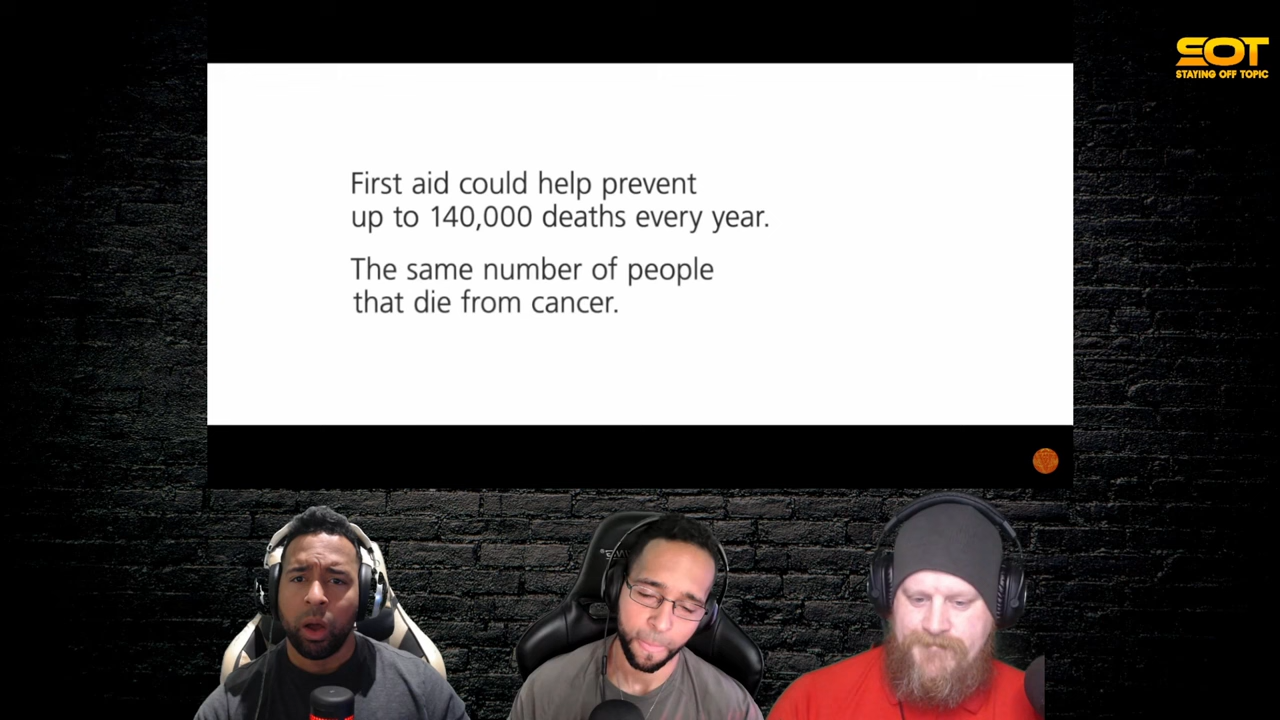 SOT
STAYING OFF TOPIC
First aid could help prevent
up to 140,000 deaths every year.
The same number of people
that die from cancer.